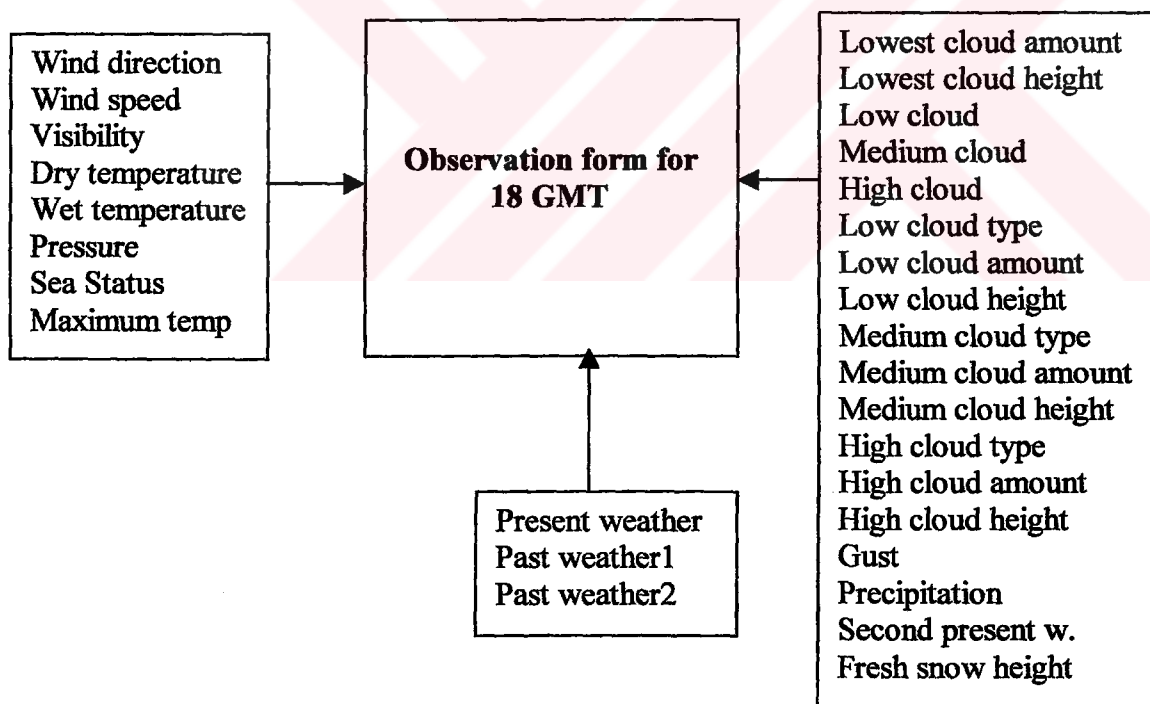 Wind direction
Wind speed
Visibility
Dry temperature
Wet temperature
Pressure
Sea Status
Maximum temp
Observation form for
18 GMT
Lowest cloud amount
Lowest cloud height
Low cloud
Medium cloud
High cloud
Low cloud type
Low cloud amount
Low cloud height
Medium cloud type
Medium cloud amount
Medium cloud height
High cloud type
High cloud amount
High cloud height
Gust
Precipitation
Second present w.
Fresh snow height
Present weather
Past weather1
Past weather2